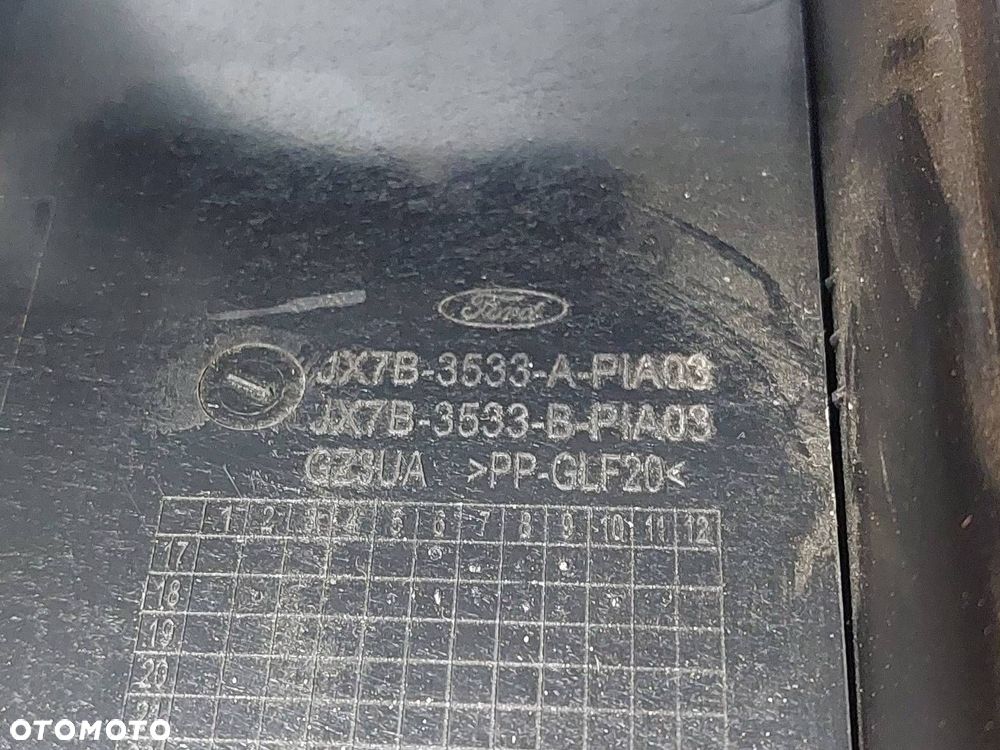 Ford
JX7B-3533-A-PIA03
JX7B-3533-B-PIA03
GZ3UA >PP-GLF20<
1 2 3 4 5 6 7 8 9 10 11 12
17
18
19
20
OTOMOTO